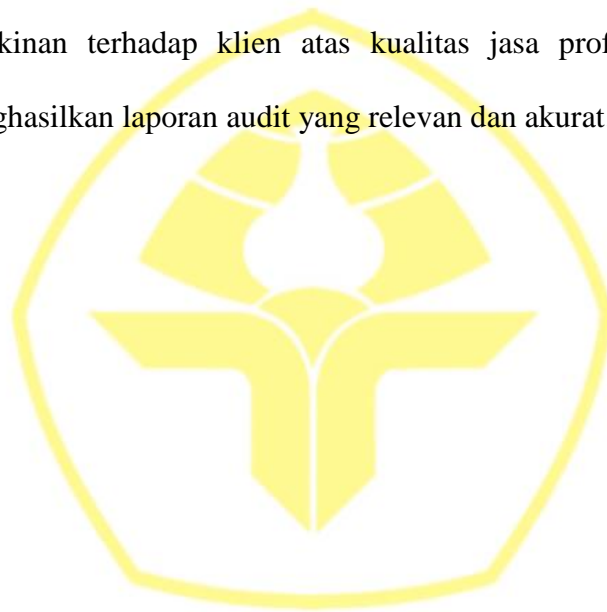 kinan terhadap klien atas kualitas jasa prof
ghasilkan laporan audit yang relevan dan akurat